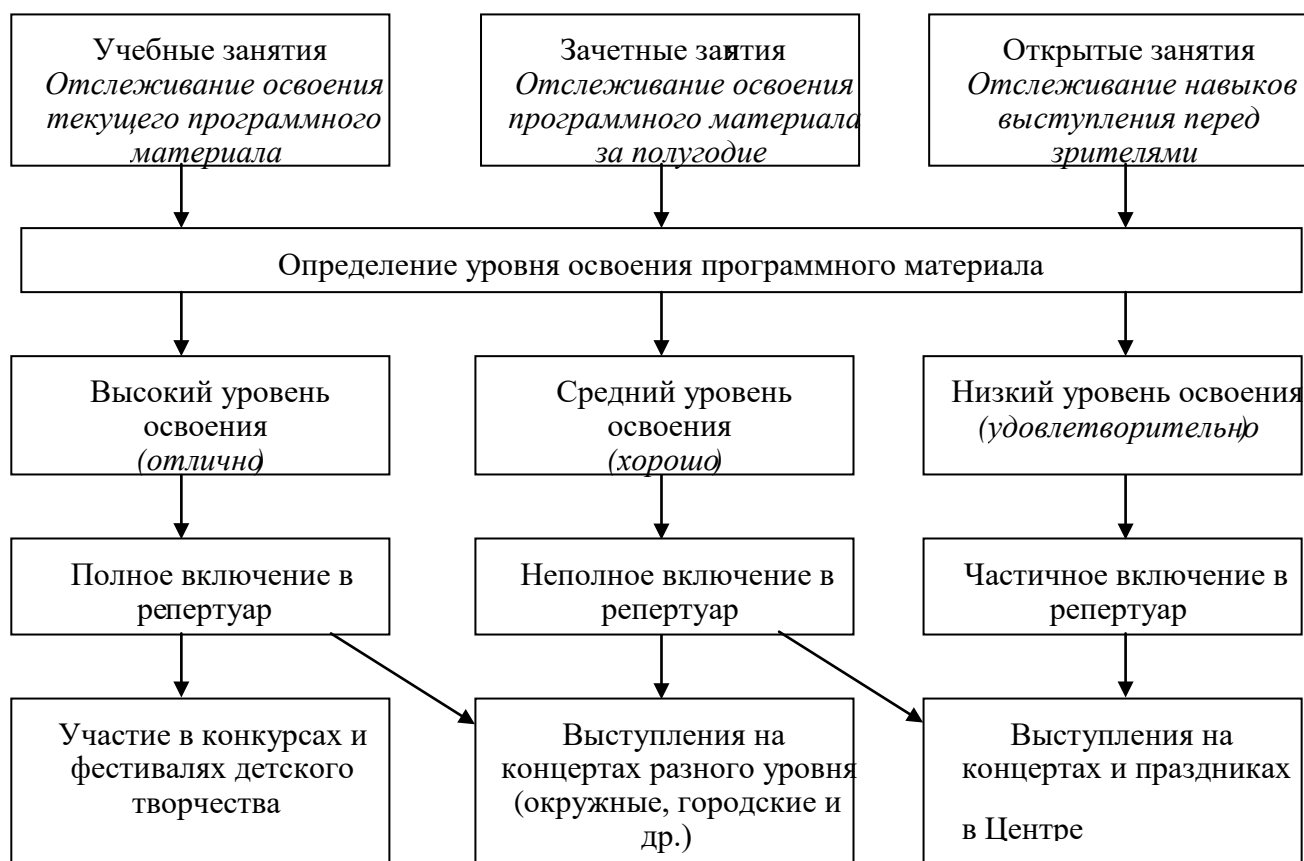 Учебные занятия
Отслеживание освоения
текущего программного
материала
Зачетные занятия
Отслеживание освоения
программного материала
за полугодие
Открытые занятия
Отслеживание навыков
выступления перед
зрителями
Определение уровня освоения программного материала
Высокий уровень
освоения
(отлично)
Средний уровень
освоения
(хорошо)
Низкий уровень освоения
(удовлетворительно)
Полное включение в
репертуар
Неполное включение в
репертуар
Частичное включение в
репертуар
Участие в конкурсах и
фестивалях детского
творчества
Выступления на
концертах разного уровня
(окружные, городские и
др.)
Выступления на
концертах и праздниках
в Центре